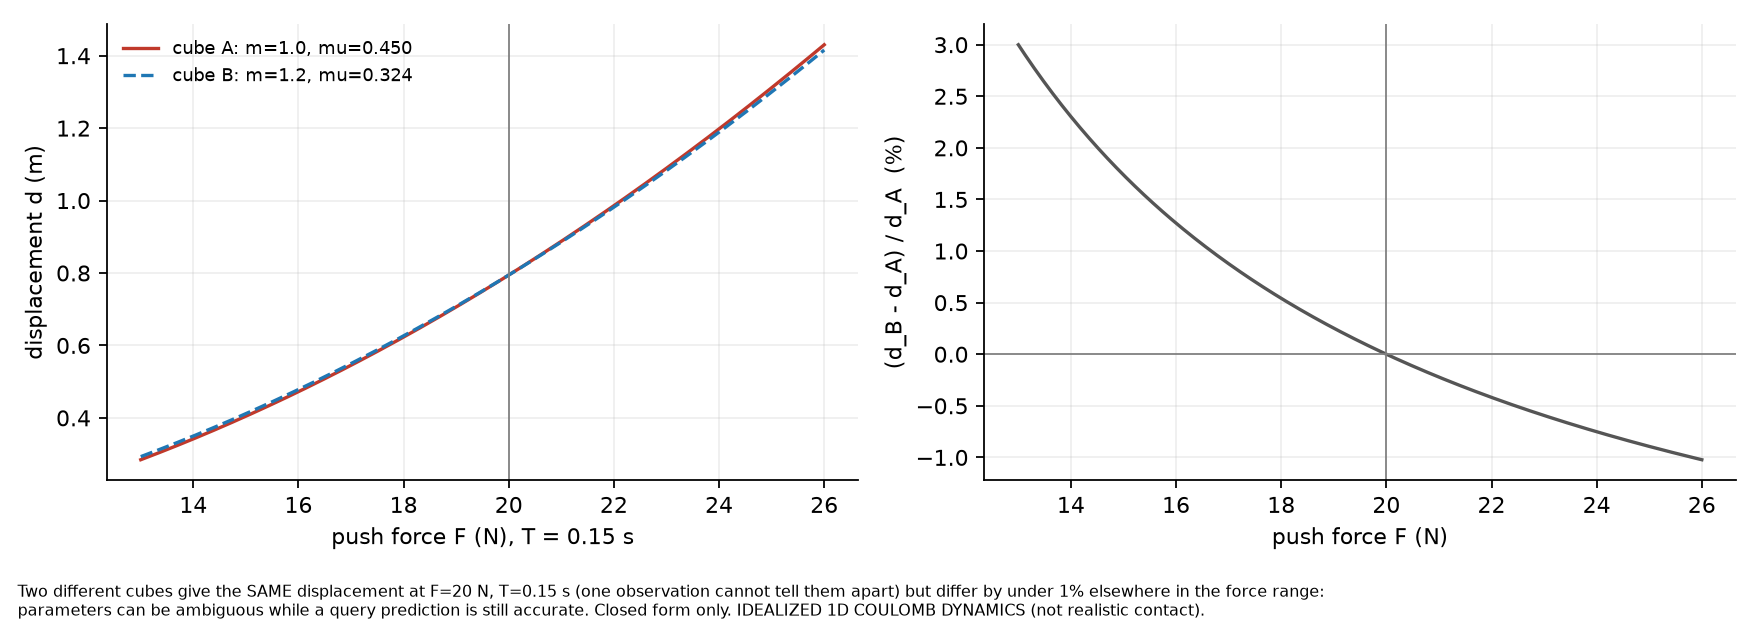 cube A: m=1.0, mu=0.450
cube B: m=1.2, mu=0.324
displacement d (m)
1.4
1.2
1.0
0.8
0.6
0.4
14 16 18 20 22 24 26
push force F (N), T = 0.15 s
(d_B - d_A) / d_A (%)
3.0
2.5
2.0
1.5
1.0
0.5
0.0
−0.5
−1.0
14 16 18 20 22 24 26
push force F (N)
Two different cubes give the SAME displacement at F=20 N, T=0.15 s (one observation cannot tell them apart) but differ by under 1% elsewhere in the force range:
parameters can be ambiguous while a query prediction is still accurate. Closed form only. IDEALIZED 1D COULOMB DYNAMICS (not realistic contact).